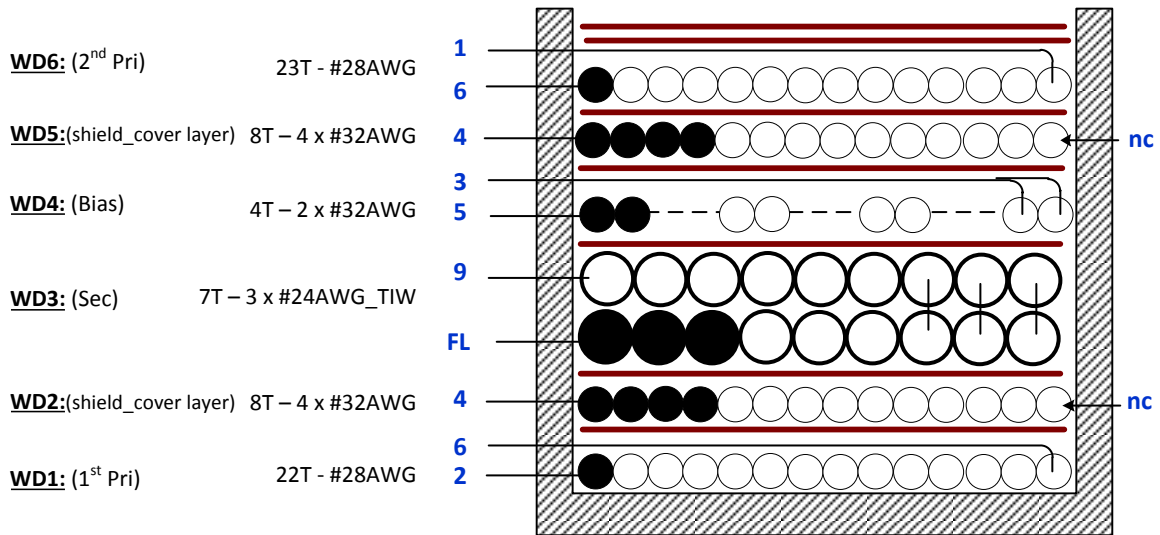 1
WD6: (2nd Pri) 23T - #28AWG
6
WD5:(shield_cover layer) 8T – 4 x #32AWG 4 nc
3
WD4: (Bias) 4T – 2 x #32AWG 5
9
WD3: (Sec) 7T – 3 x #24AWG_TIW
FL
WD2:(shield_cover layer) 8T – 4 x #32AWG 4 nc
6
WD1: (1st Pri) 22T - #28AWG 2